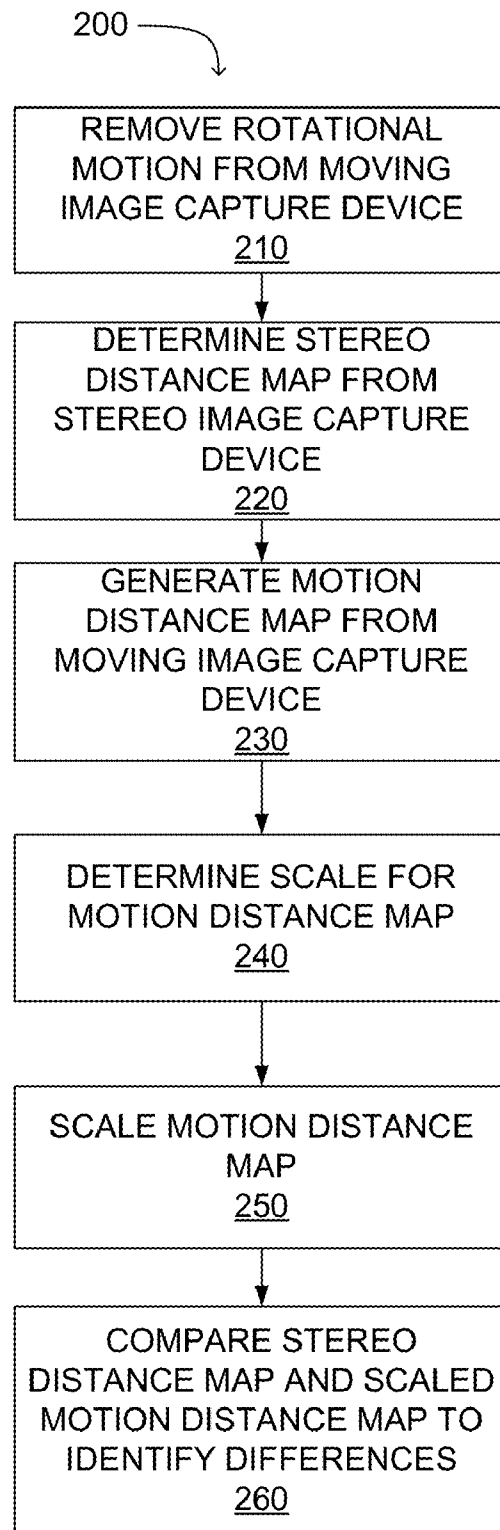 200
REMOVE ROTATIONAL
MOTION FROM MOVING
IMAGE CAPTURE DEVICE
210
DETERMINE STEREO
DISTANCE MAP FROM
STEREO IMAGE CAPTURE
DEVICE
220
GENERATE MOTION
DISTANCE MAP FROM
MOVING IMAGE CAPTURE
DEVICE
230
DETERMINE SCALE FOR
MOTION DISTANCE MAP
240
SCALE MOTION DISTANCE
MAP
250
COMPARE STEREO
DISTANCE MAP AND SCALED
MOTION DISTANCE MAP TO
IDENTIFY DIFFERENCES
260